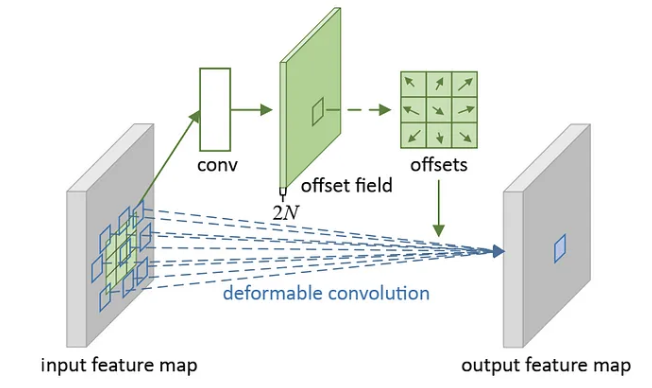 conv
offsets
offset field
2N
deformable convolution
input feature map
output feature map